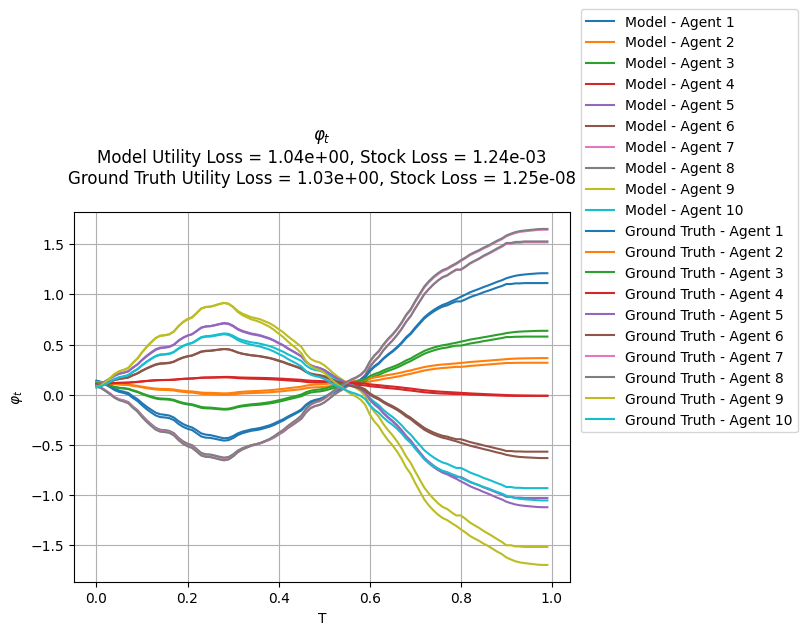 φt
Model Utility Loss = 1.04e+00, Stock Loss = 1.24e-03
Ground Truth Utility Loss = 1.03e+00, Stock Loss = 1.25e-08
Model - Agent 1
Model - Agent 2
Model - Agent 3
Model - Agent 4
Model - Agent 5
Model - Agent 6
Model - Agent 7
Model - Agent 8
Model - Agent 9
Model - Agent 10
Ground Truth - Agent 1
Ground Truth - Agent 2
Ground Truth - Agent 3
Ground Truth - Agent 4
Ground Truth - Agent 5
Ground Truth - Agent 6
Ground Truth - Agent 7
Ground Truth - Agent 8
Ground Truth - Agent 9
Ground Truth - Agent 10
φt
1.5
1.0
0.5
0.0
−0.5
−1.0
−1.5
0.0 0.2 0.4 0.6 0.8 1.0
T